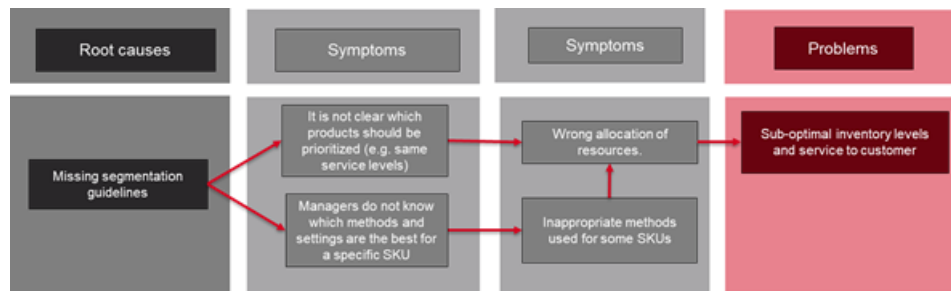 Root causes
Symptoms
Symptoms
Problems
Missing segmentation
guidelines
It is not clear which
products should be
prioritized (e.g. same
service levels)
Managers do not know
which methods and
settings are the best for
a specific SKU
Wrong allocation of
resources.
Inappropriate methods
used for some SKUs
Sub-optimal inventory levels
and service to customer